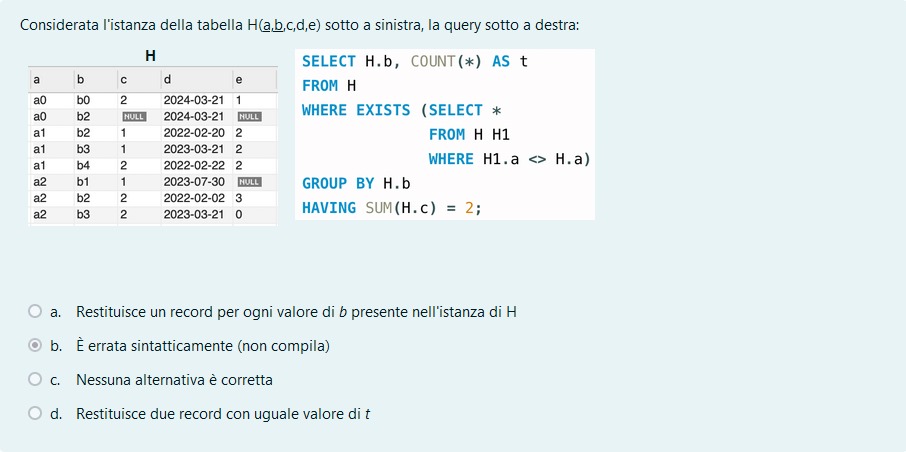 Considerata l'istanza della tabella H(a,b,c,d,e) sotto a sinistra, la query sotto a destra:
H
a b c d e
a0 b0 2 2024-03-21 1
a0 b2 NULL 2024-03-21 NULL
a1 b2 1 2022-02-20 2
a1 b3 1 2023-03-21 2
a1 b4 2 2022-02-22 2
a2 b1 1 2023-07-30 NULL
a2 b2 2 2022-02-02 3
a2 b3 2 2023-03-21 0
SELECT H.b, COUNT(*) AS t
FROM H
WHERE EXISTS (SELECT *
FROM H H1
WHERE H1.a <> H.a)
GROUP BY H.b
HAVING SUM(H.c) = 2;
a. Restituisce un record per ogni valore di b presente nell'istanza di H
b. È errata sintatticamente (non compila)
c. Nessuna alternativa è corretta
d. Restituisce due record con uguale valore di t